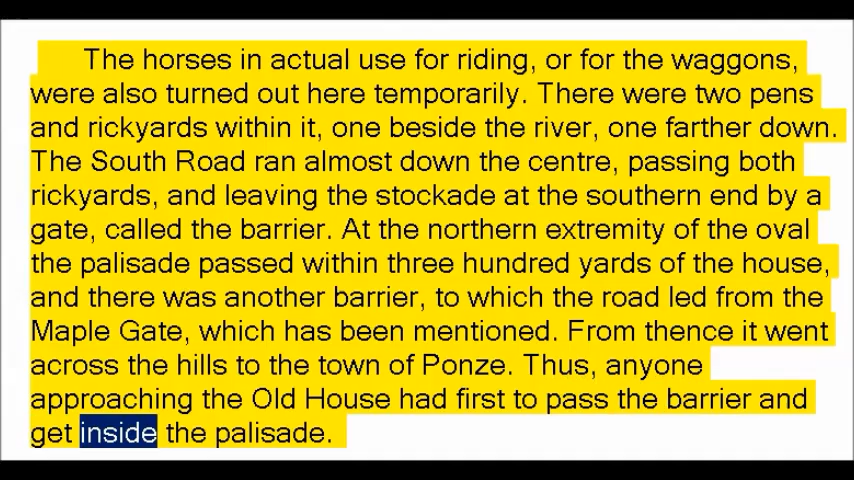 The horses in actual use for riding, or for the waggons,
were also turned out here temporarily. There were two pens
and rickyards within it, one beside the river, one farther down.
The South Road ran almost down the centre, passing both
rickyards, and leaving the stockade at the southern end by a
gate, called the barrier. At the northern extremity of the oval
the palisade passed within three hundred yards of the house,
and there was another barrier, to which the road led from the
Maple Gate, which has been mentioned. From thence it went
across the hills to the town of Ponze. Thus, anyone
approaching the Old House had first to pass the barrier and
get inside the palisade.